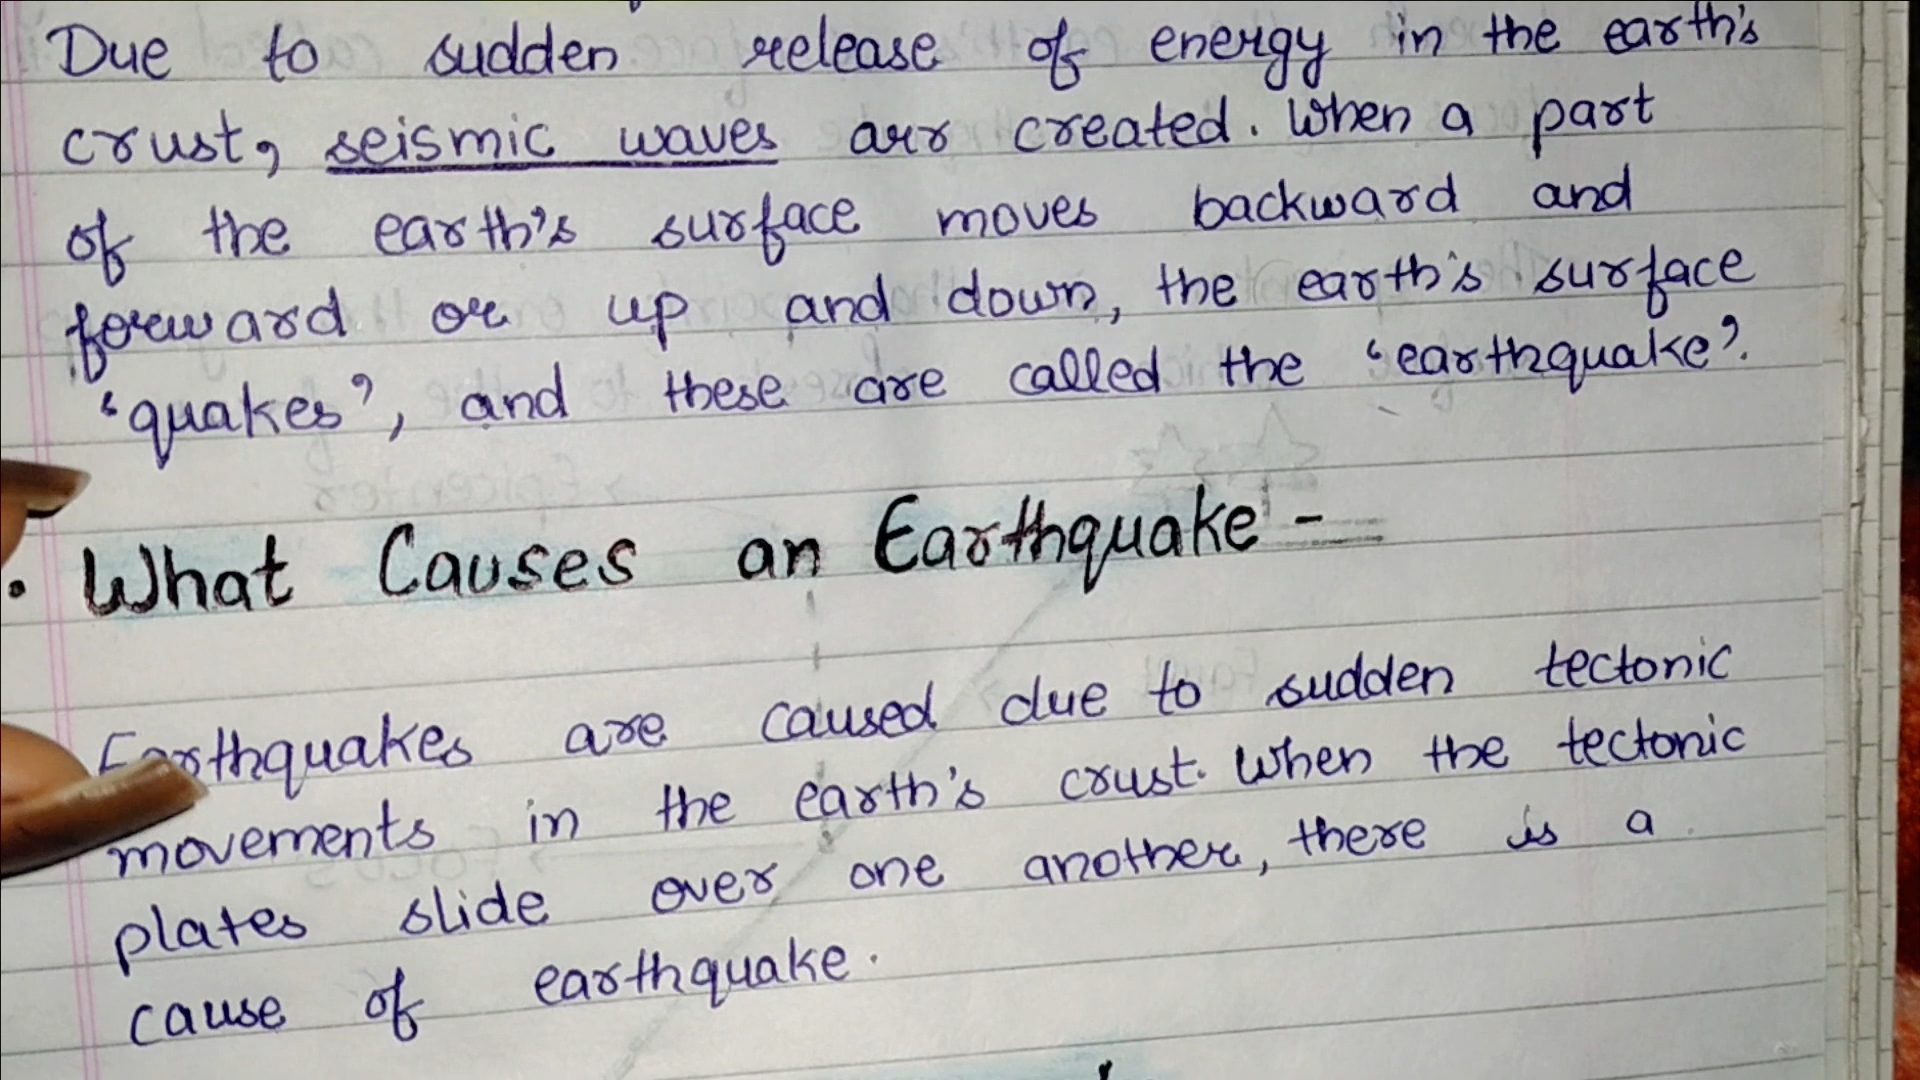 Due to sudden release of energy in the earth's
crust, seismic waves arr created. When a part
of the earth's surface moves backward and
forward or up and down, the earth's surface
'quakes', and these are called the 'earthquake'.
• What Causes an Earthquake -
Earthquakes are caused due to sudden tectonic
movements in the earth's crust. When the tectonic
plates slide over one another, there is a
cause of earthquake.